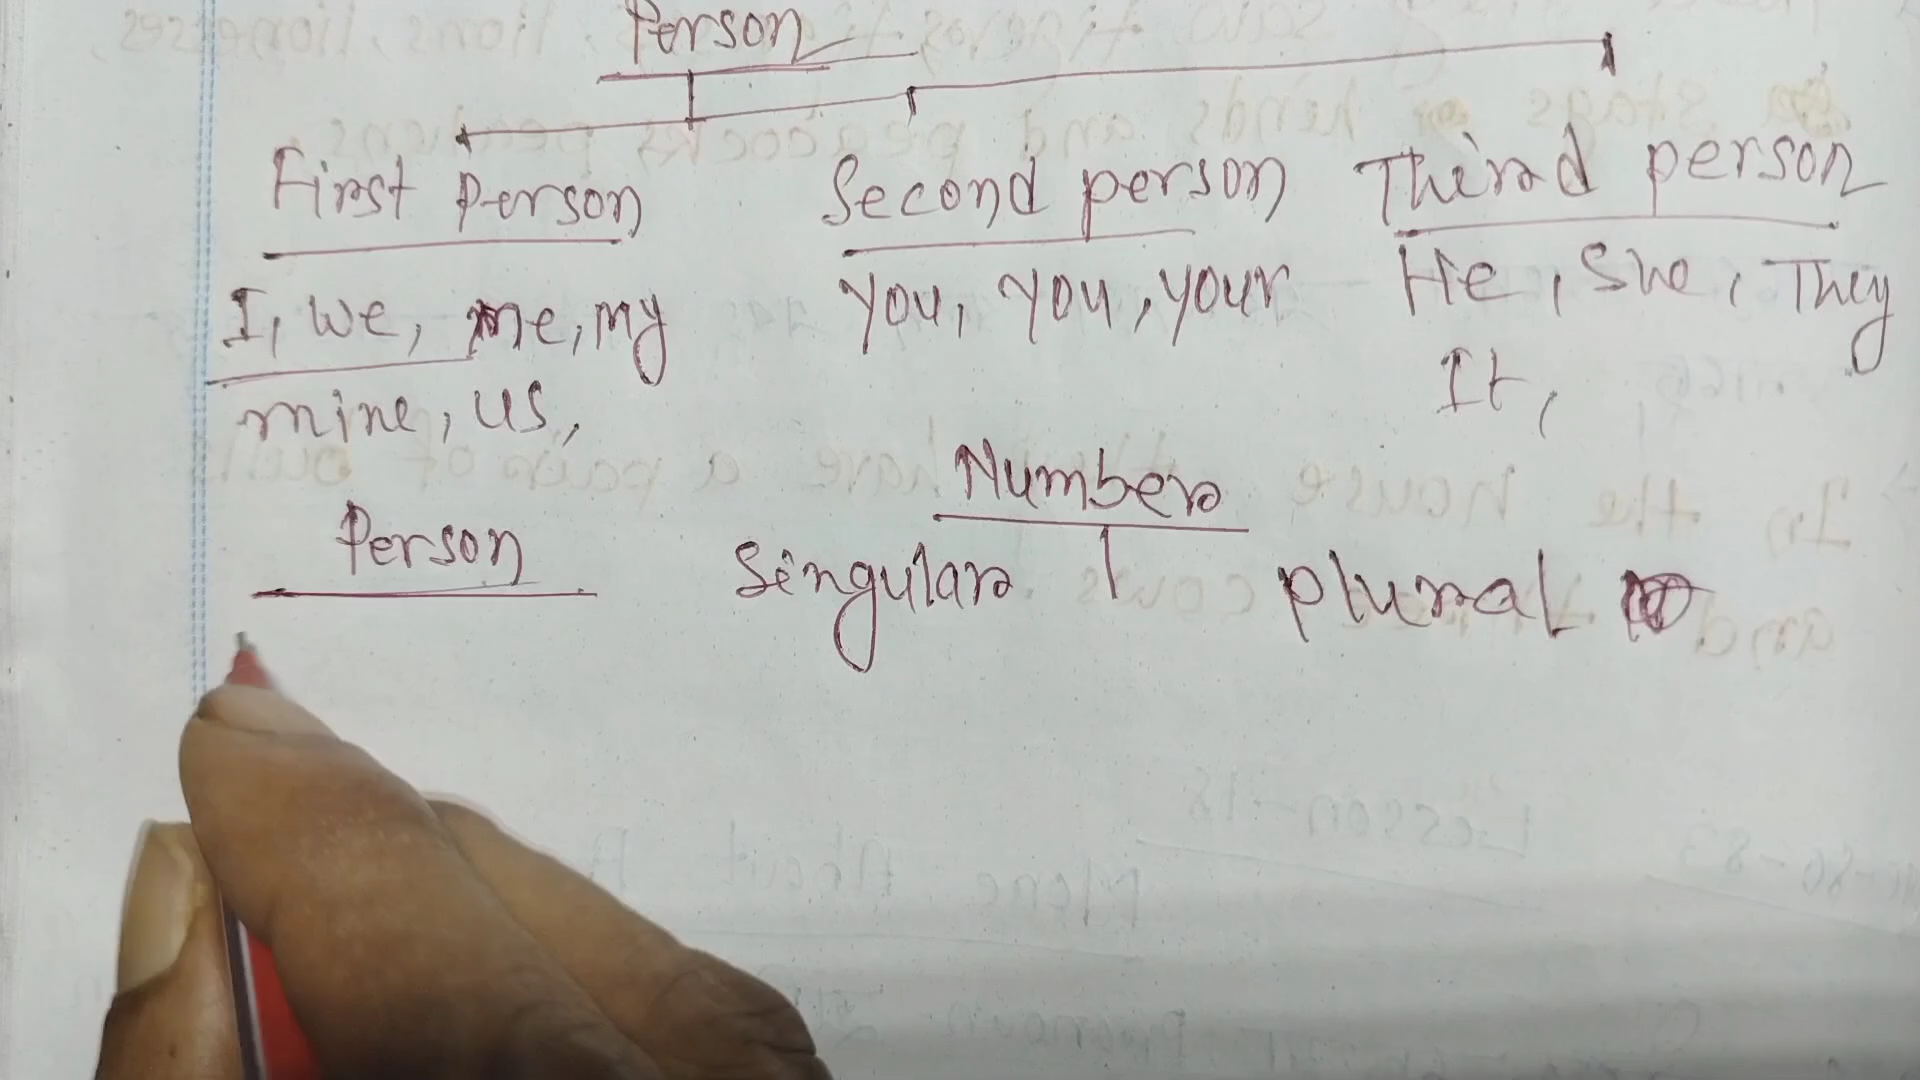 Person
First person Second person Third person
I, we, me, my you, you, your He, She, They
mine, us, It,
Number
Person Singular | plural